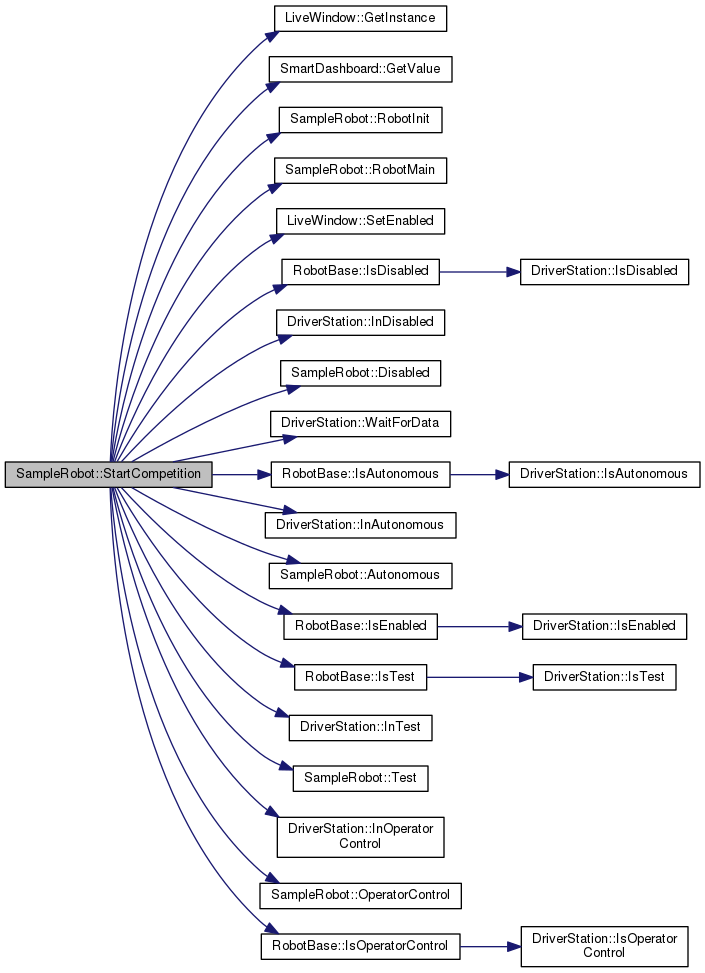 LiveWindow::GetInstance
SmartDashboard::GetValue
SampleRobot::RobotInit
SampleRobot::RobotMain
LiveWindow::SetEnabled
RobotBase::IsDisabled
DriverStation::IsDisabled
DriverStation::InDisabled
SampleRobot::Disabled
DriverStation::WaitForData
SampleRobot::StartCompetition
RobotBase::IsAutonomous
DriverStation::IsAutonomous
DriverStation::InAutonomous
SampleRobot::Autonomous
RobotBase::IsEnabled
DriverStation::IsEnabled
RobotBase::IsTest
DriverStation::IsTest
DriverStation::InTest
SampleRobot::Test
DriverStation::InOperator
Control
SampleRobot::OperatorControl
RobotBase::IsOperatorControl
DriverStation::IsOperator
Control